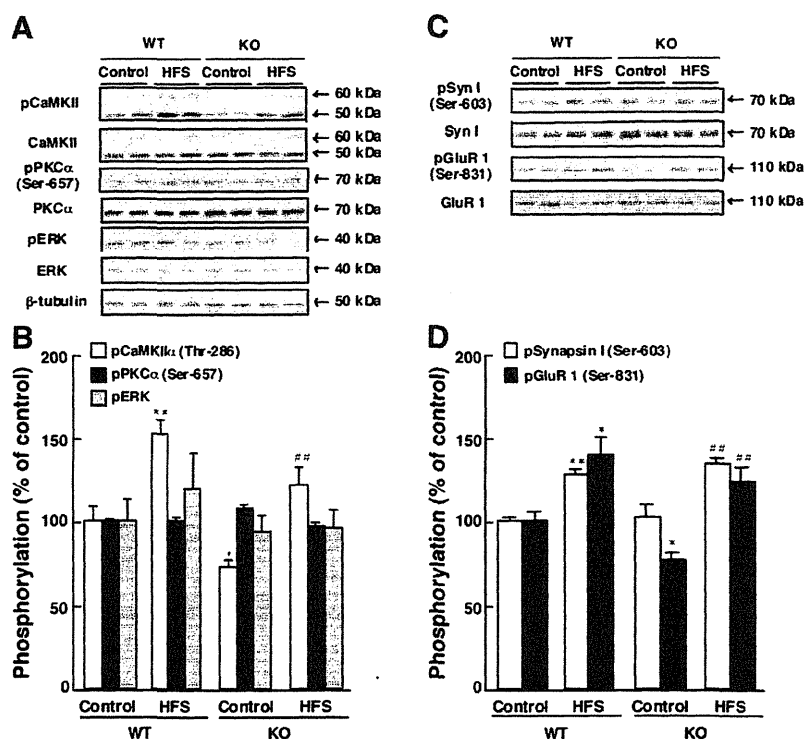 A
WT KO
Control HFS Control HFS
pCaMKII
← 60 kDa
← 50 kDa
CaMKII
← 60 kDa
← 50 kDa
pPKCα
(Ser-657)
← 70 kDa
PKCα
← 70 kDa
pERK
← 40 kDa
ERK
← 40 kDa
β-tubulin
← 50 kDa
C
WT KO
Control HFS Control HFS
pSyn I
(Ser-603)
← 70 kDa
Syn I
← 70 kDa
pGluR 1
(Ser-831)
← 110 kDa
GluR 1
← 110 kDa
B
pCaMKIIα (Thr-286)
pPKCα (Ser-657)
pERK
Phosphorylation (% of control)
200
150
100
50
0
**
##
Control HFS Control HFS
WT KO
D
pSynapsin I (Ser-603)
pGluR 1 (Ser-831)
Phosphorylation (% of control)
200
150
100
50
0
** * * ## ##
Control HFS Control HFS
WT KO